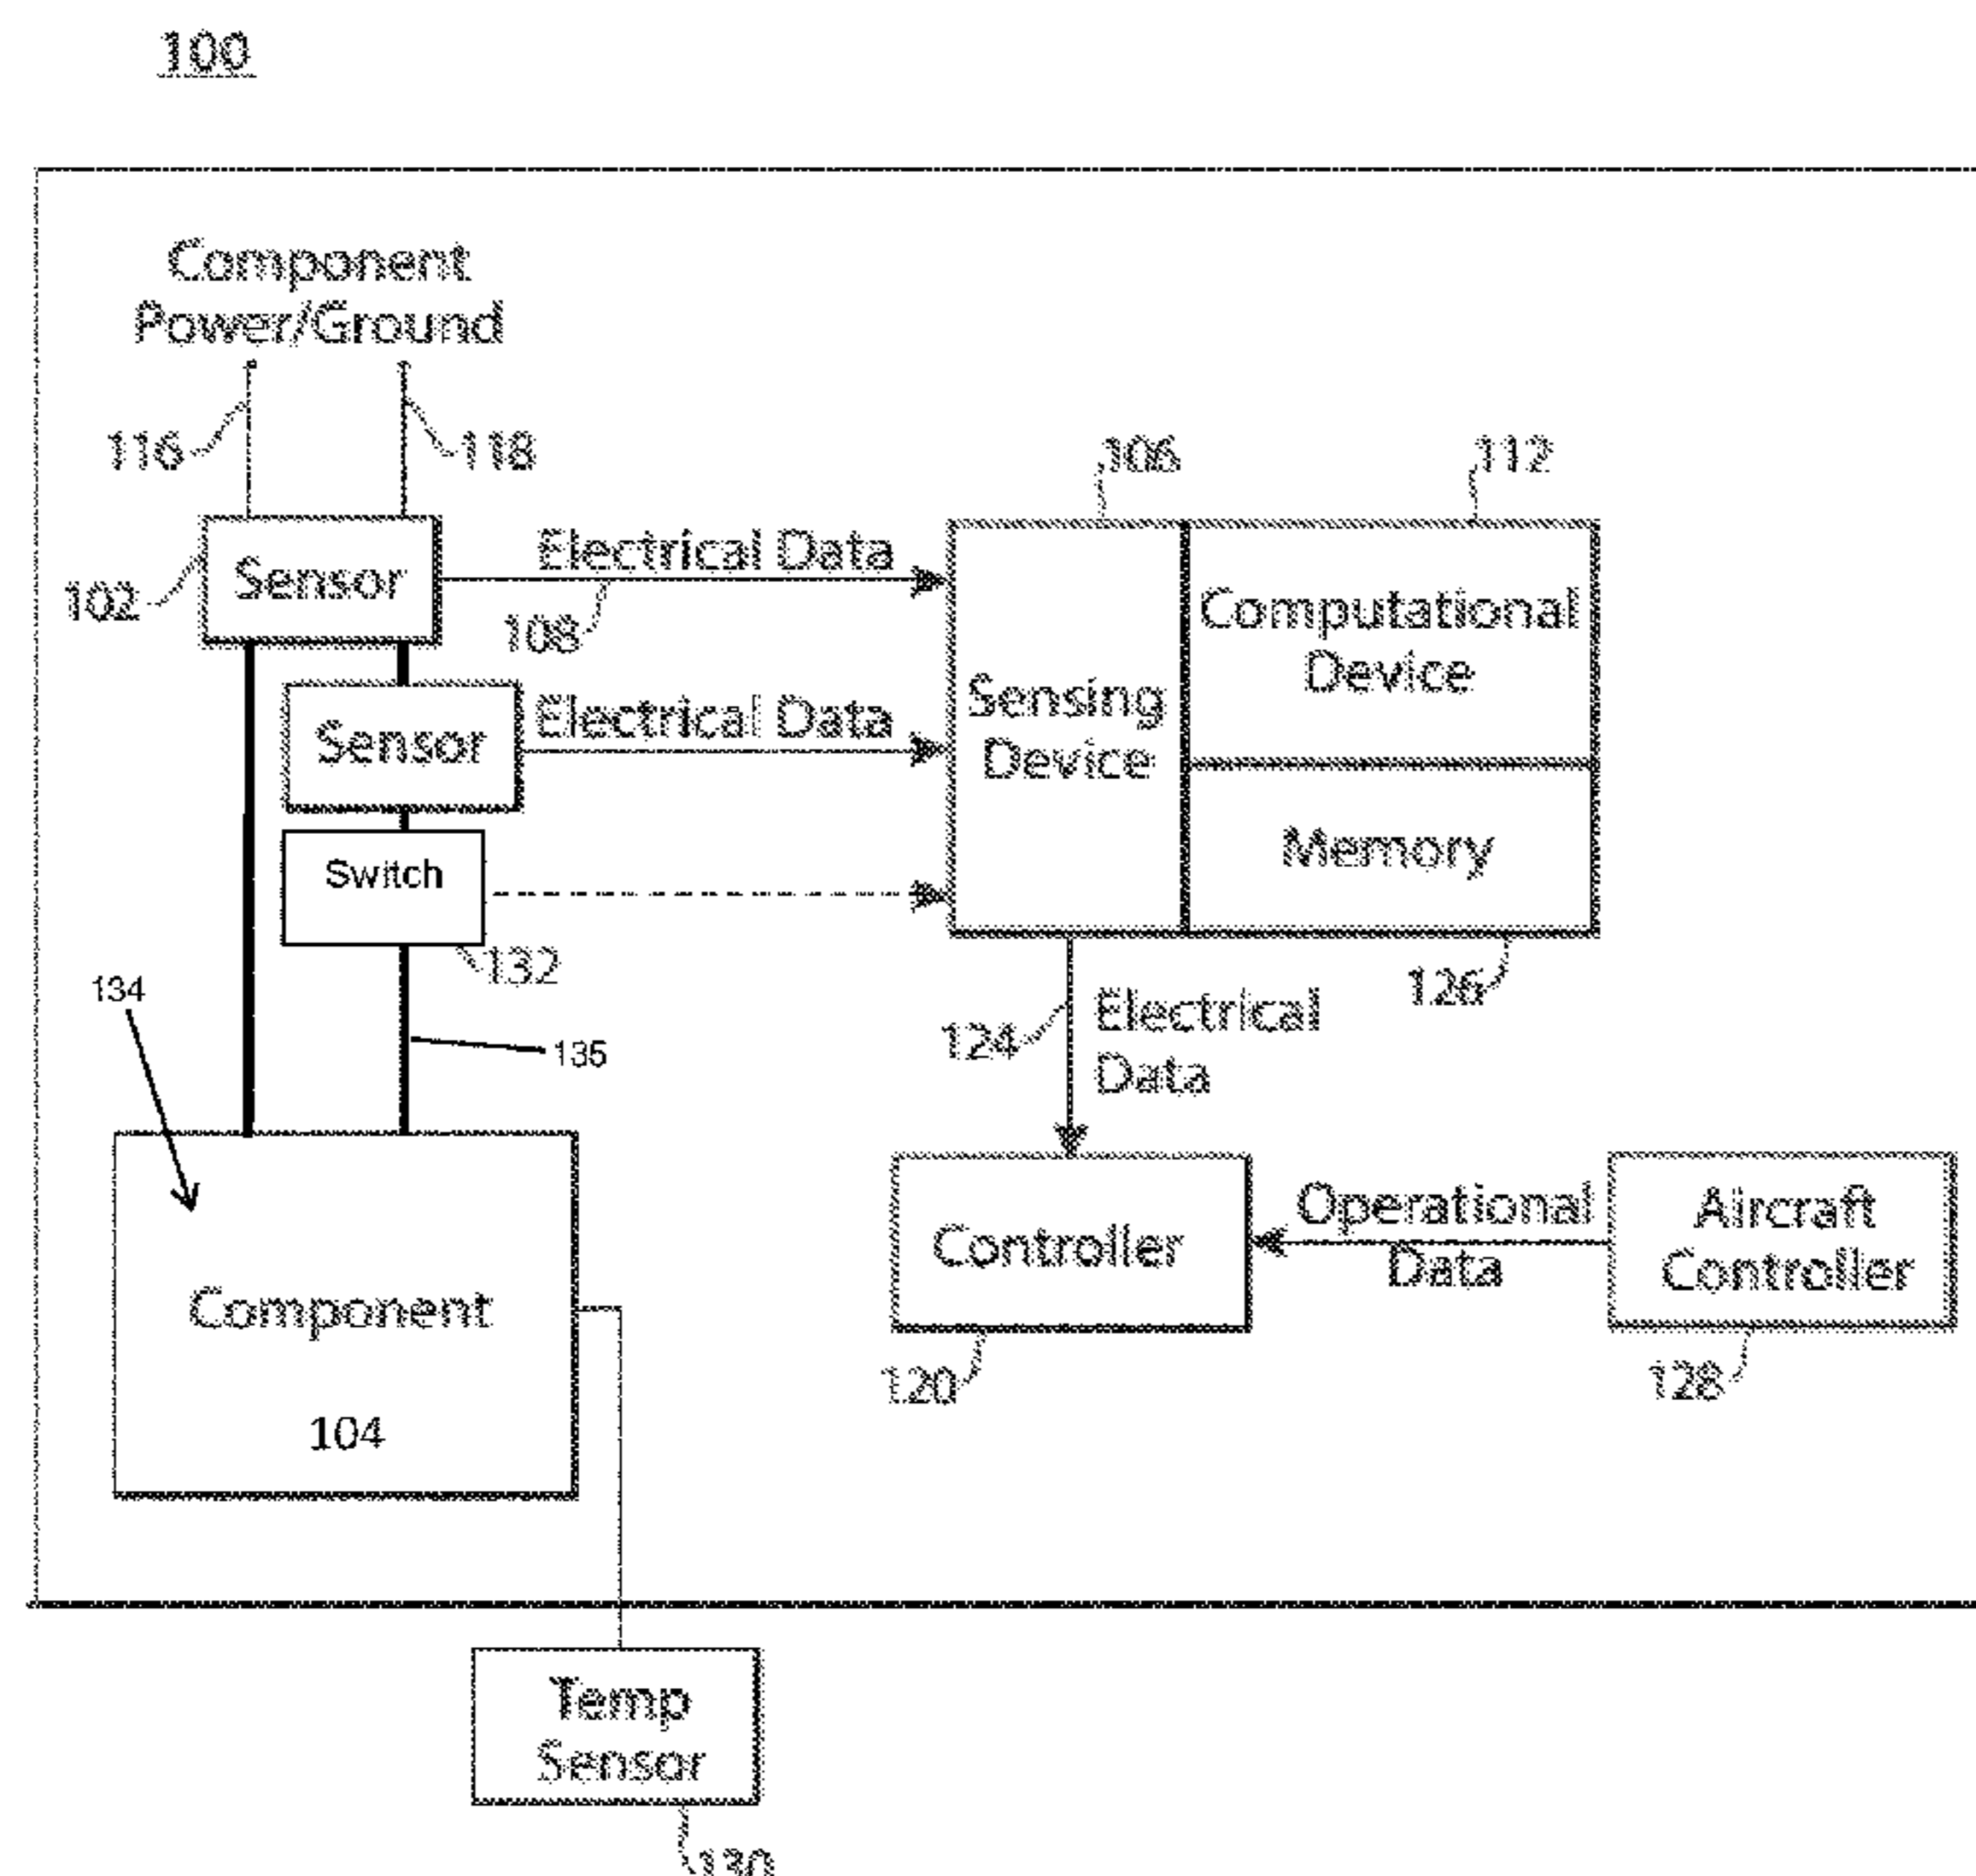 100
Component
Power/Ground
116
118
106
112
Sensor
Electrical Data
102
108
Computational
Device
Sensor
Electrical Data
Sensing
Device
Switch
Memory
132
134
126
124
Electrical
Data
135
Component
104
Controller
Operational
Data
Aircraft
Controller
120
128
Temp
Sensor
130